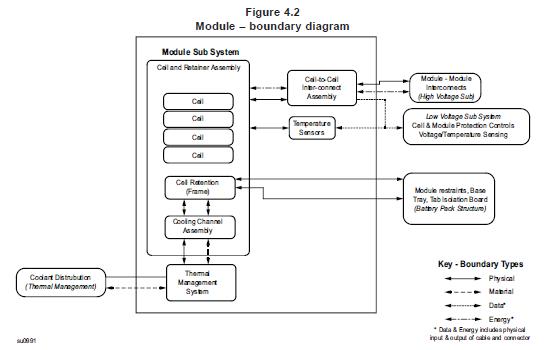 Figure 4.2
Module – boundary diagram
Module Sub System
Cell and Retainer Assembly
Cell
Cell
Cell
Cell
Cell-to-Cell
Inter-connect
Assembly
Temperature
Sensors
Module - Module
Interconnects
(High Voltage Sub)
Low Voltage Sub System
Cell & Module Protection Controls
Voltage/Temperature Sensing
Cell Retention
(Frame)
Cooling Channel
Assembly
Module restraints, Base
Tray, Tab Isolation Board
(Battery Pack Structure)
Thermal
Management
System
Coolant Distrubution
(Thermal Management)
Key - Boundary Types
Physical
Material
Data*
Energy*
* Data & Energy includes physical
input & output of cable and connector
su0991